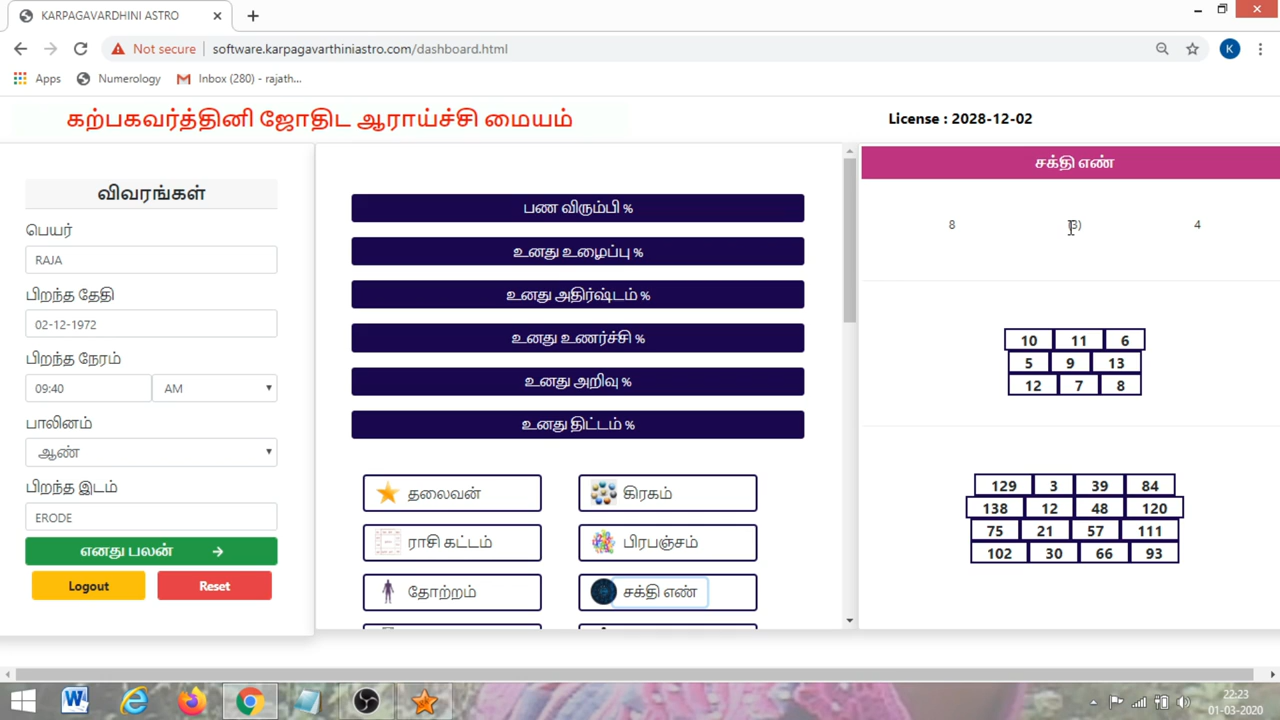 KARPAGAVARDHINI ASTRO
Not secure
software.karpagavarthiniastro.com/dashboard.html
K
Apps
Numerology
Inbox (280) - rajath...
கற்பகவர்த்தினி ஜோதிட ஆராய்ச்சி மையம்
License : 2028-12-02
விவரங்கள்
பெயர்
RAJA
பிறந்த தேதி
02-12-1972
பிறந்த நேரம்
09:40 AM
பாலினம்
ஆண்
பிறந்த இடம்
ERODE
எனது பலன் →
Logout
Reset
பண விரும்பி %
உனது உழைப்பு %
உனது அதிர்ஷ்டம் %
உனது உணர்ச்சி %
உனது அறிவு %
உனது திட்டம் %
தலைவன்
கிரகம்
ராசி கட்டம்
பிரபஞ்சம்
தோற்றம்
சக்தி எண்
சக்தி எண்
8 (3) 4
10 11 6
5 9 13
12 7 8
129 3 39 84
138 12 48 120
75 21 57 111
102 30 66 93
22:23
01-03-2020